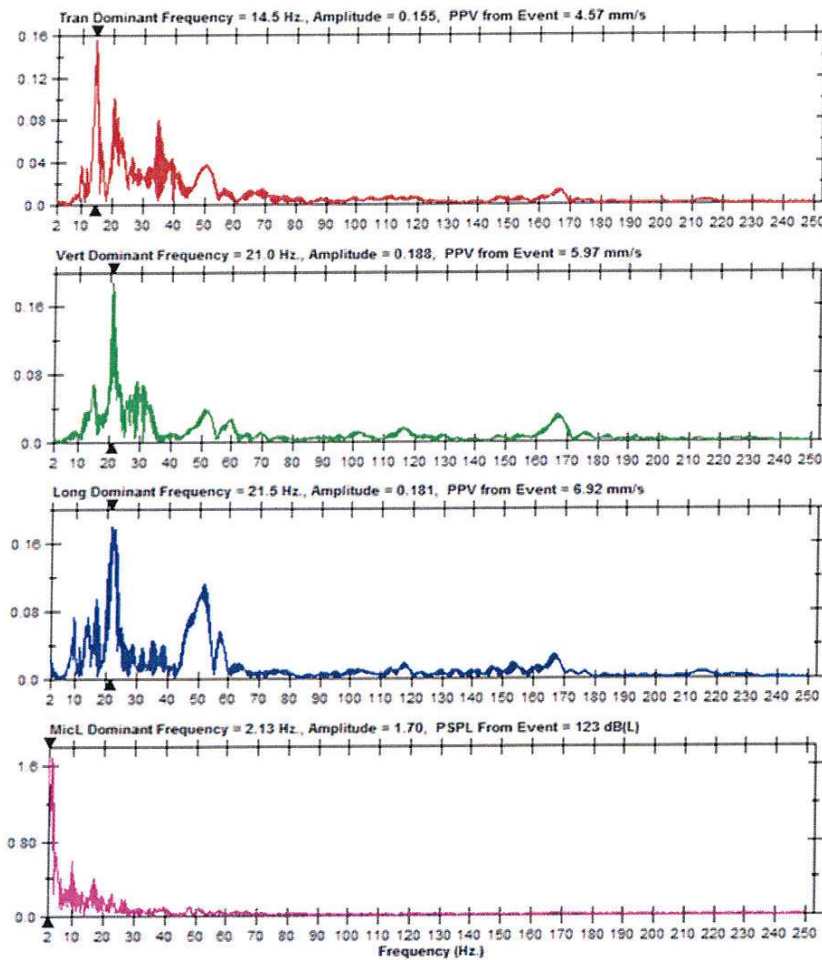 Tran Dominant Frequency = 14.5 Hz., Amplitude = 0.155, PPV from Event = 4.57 mm/s
0.16
0.12
0.08
0.04
0.0
2 10 20 30 40 50 60 70 80 90 100 110 120 130 140 150 160 170 180 190 200 210 220 230 240 250
Vert Dominant Frequency = 21.0 Hz., Amplitude = 0.188, PPV from Event = 5.97 mm/s
0.16
0.08
0.0
2 10 20 30 40 50 60 70 80 90 100 110 120 130 140 150 160 170 180 190 200 210 220 230 240 250
Long Dominant Frequency = 21.5 Hz., Amplitude = 0.181, PPV from Event = 6.92 mm/s
0.16
0.08
0.0
2 10 20 30 40 50 60 70 80 90 100 110 120 130 140 150 160 170 180 190 200 210 220 230 240 250
MicL Dominant Frequency = 2.13 Hz., Amplitude = 1.70, PSPL From Event = 123 dB(L)
1.6
0.80
0.0
2 10 20 30 40 50 60 70 80 90 100 110 120 130 140 150 160 170 180 190 200 210 220 230 240 250
Frequency (Hz.)